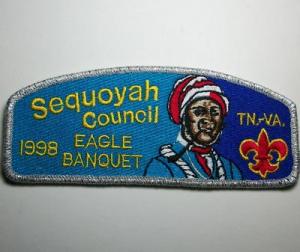 Sequoyah
Council
TN.-VA.
1998 EAGLE
BANQUET